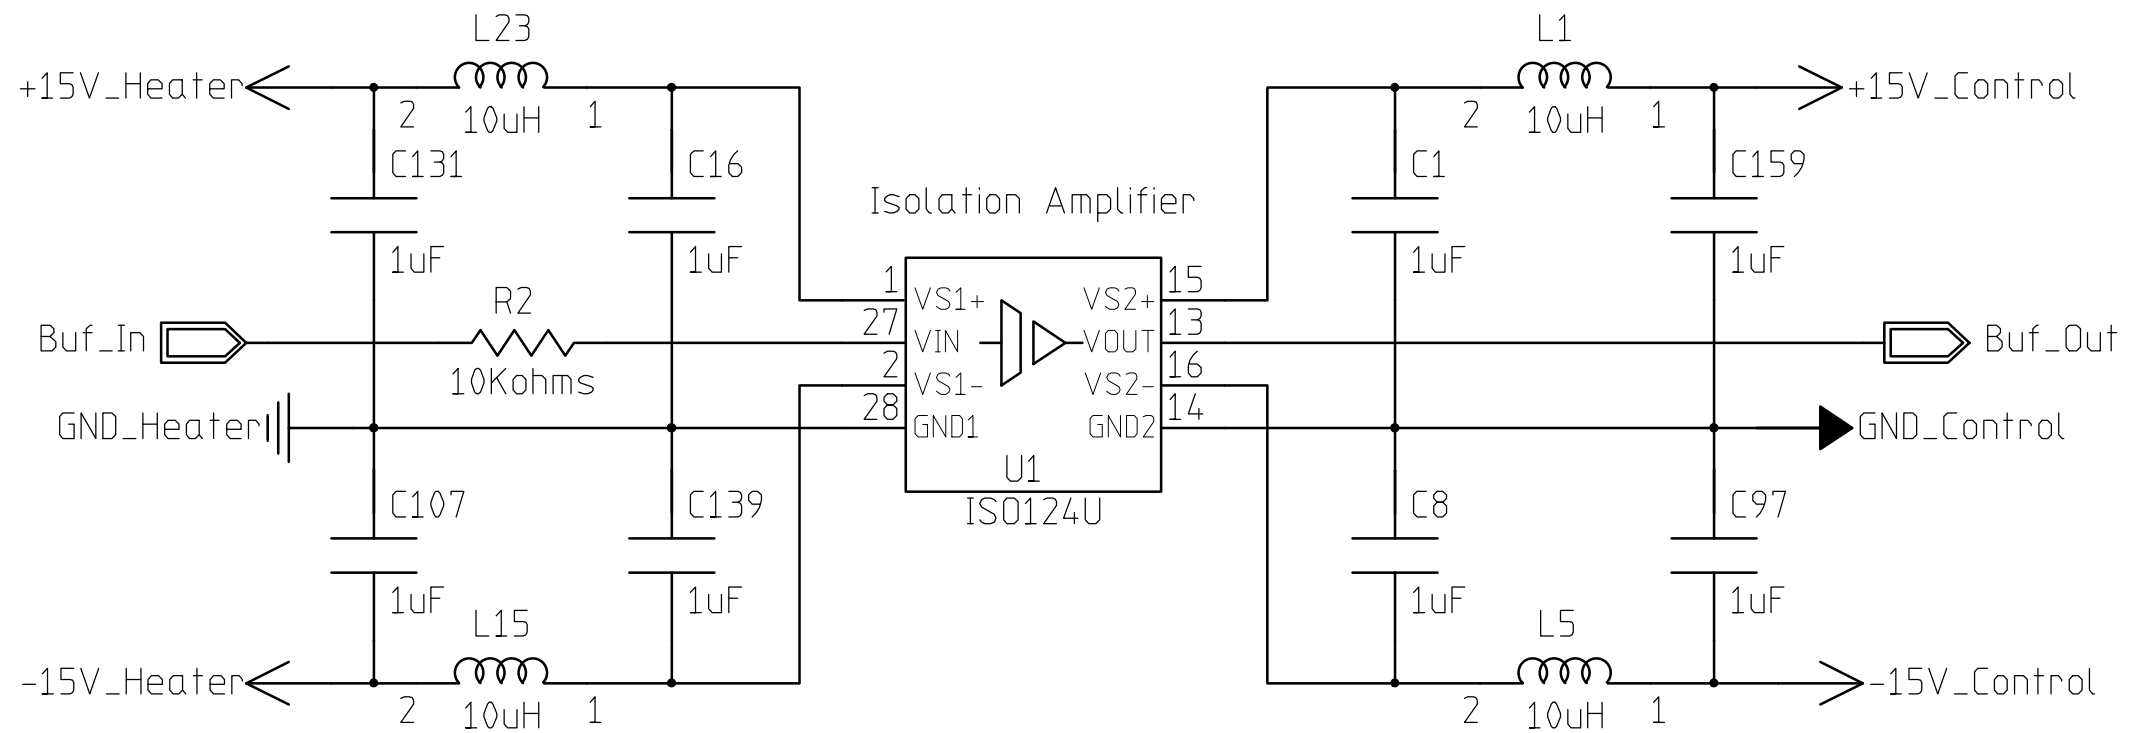 L23
L1
+15V_Heater
+15V_Control
2 10uH 1
2 10uH 1
C131
C16
C1
C159
Isolation Amplifier
1uF
1uF
1uF
1uF
R2
1
VS1+
VS2+
15
Buf_In
27
VIN
VOUT
13
Buf_Out
10Kohms
2
VS1-
VS2-
16
GND_Heater
28
GND1
GND2
14
GND_Control
U1
ISO124U
C107
C139
C8
C97
1uF
1uF
1uF
1uF
L15
L5
-15V_Heater
-15V_Control
2 10uH 1
2 10uH 1